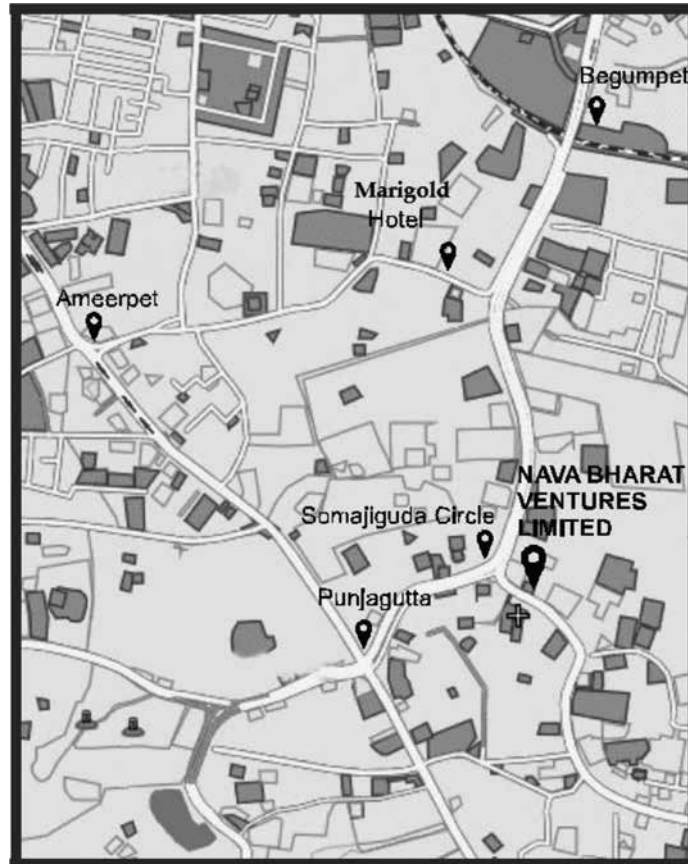 Begumpet
Marigold
Hotel
Ameerpet
NAVA BHARAT
VENTURES
LIMITED
Somajiguda Circle
Punjagutta